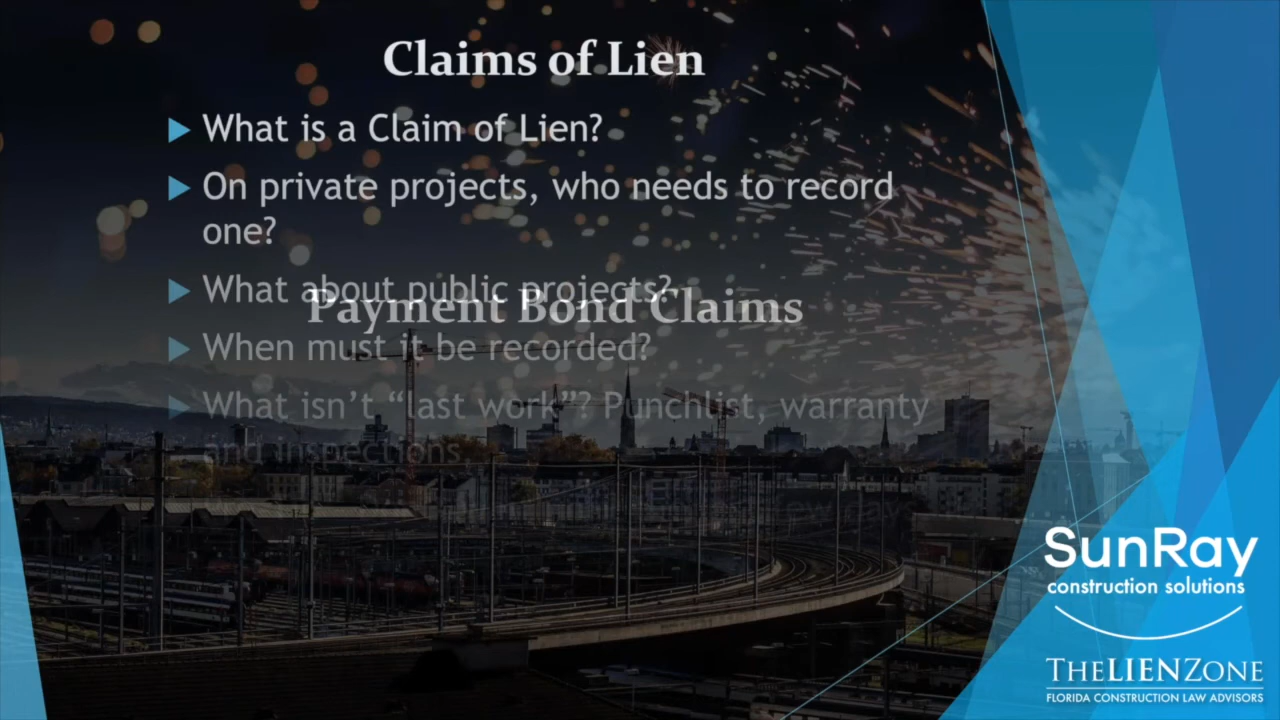 Claims of Lien
What is a Claim of Lien?
On private projects, who needs to record
one?
What about public projects?
Payment Bond Claims
When must it be recorded?
What isn't “last work”? Punchlist, warranty
and inspections
SunRay
construction solutions
THELIENZONE
FLORIDA CONSTRUCTION LAW ADVISORS